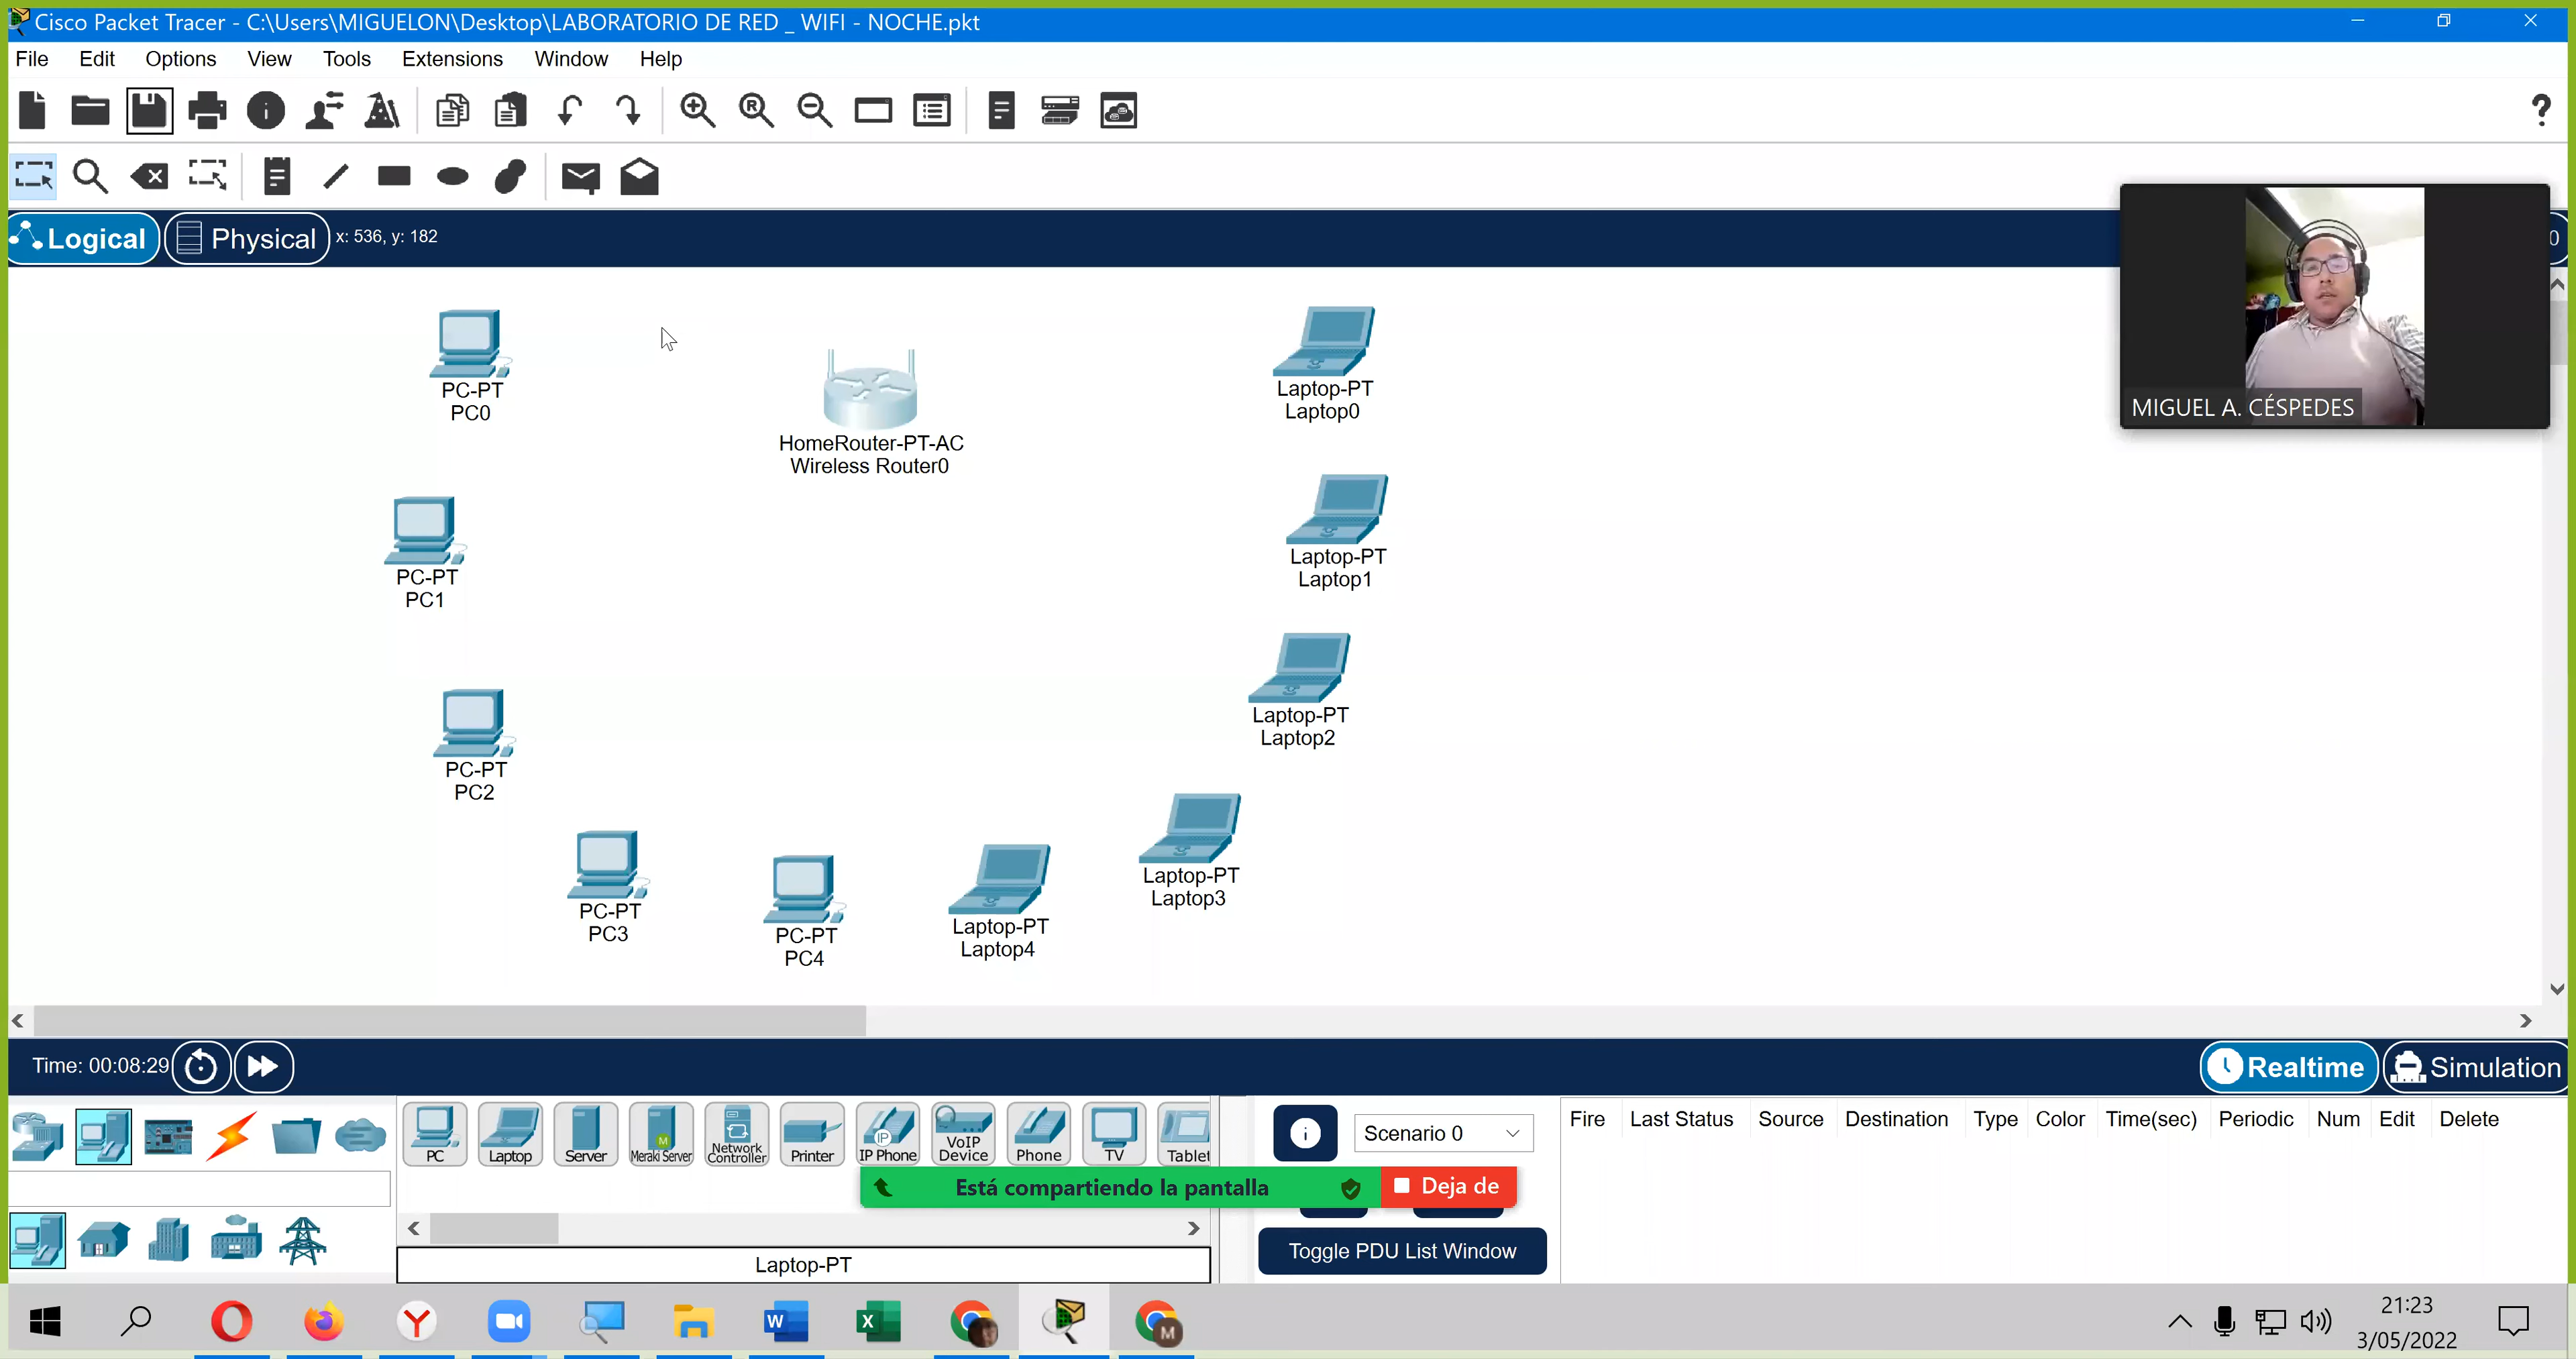 Cisco Packet Tracer - C:\Users\MIGUELON\Desktop\LABORATORIO DE RED _ WIFI - NOCHE.pkt
File Edit Options View Tools Extensions Window Help
Logical Physical x: 536, y: 182
0
MIGUEL A. CÉSPEDES
PC-PT
PC0
HomeRouter-PT-AC
Wireless Router0
Laptop-PT
Laptop0
PC-PT
PC1
Laptop-PT
Laptop1
PC-PT
PC2
Laptop-PT
Laptop2
PC-PT
PC3
PC-PT
PC4
Laptop-PT
Laptop4
Laptop-PT
Laptop3
Time: 00:08:29
Realtime Simulation
PC Laptop Server Meraki Server Network Controller Printer IP Phone VoIP Device Phone TV Tablet
Scenario 0
Fire Last Status Source Destination Type Color Time(sec) Periodic Num Edit Delete
Está compartiendo la pantalla
Deja de
Toggle PDU List Window
Laptop-PT
21:23
3/05/2022